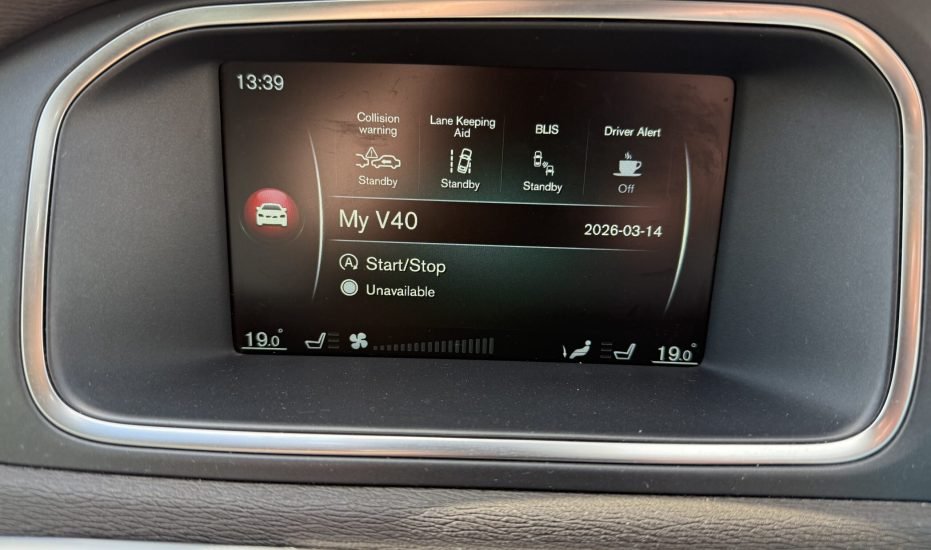 13:39
Collision
warning
Standby
Lane Keeping
Aid
Standby
BLIS
Standby
Driver Alert
Off
My V40
2026-03-14
A Start/Stop
Unavailable
19.0°
19.0°